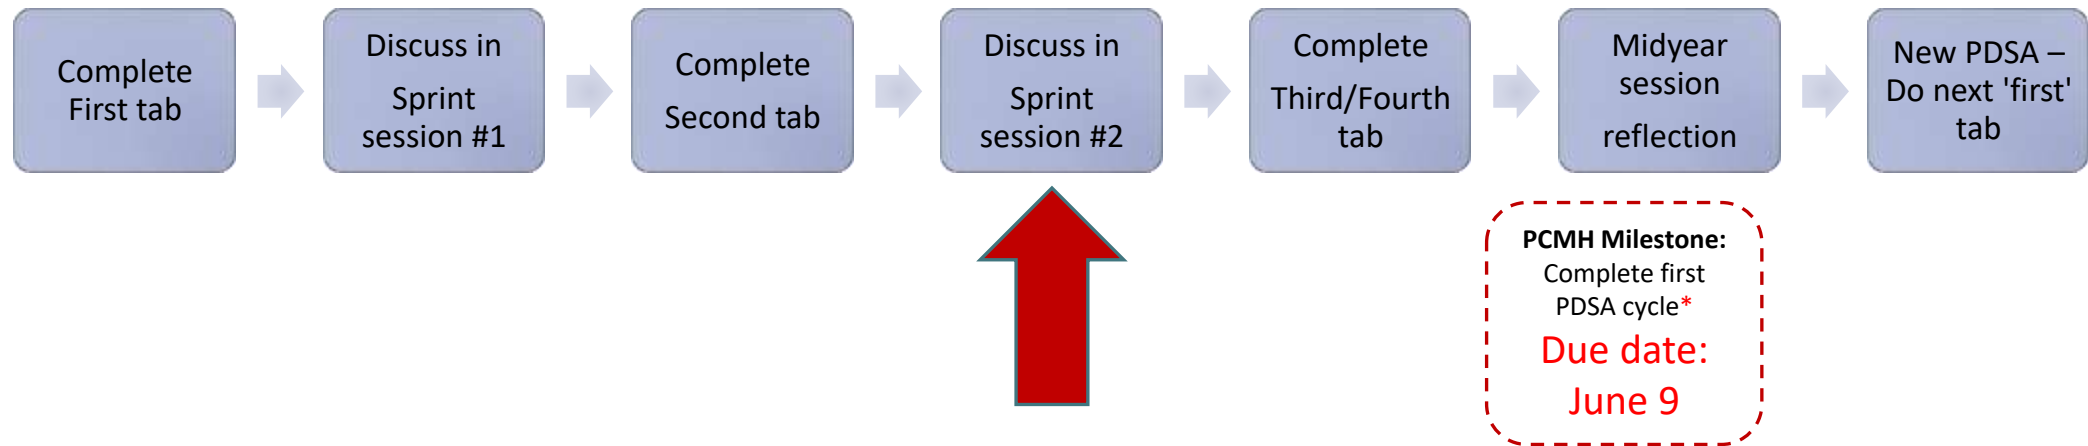 Complete
First tab
Discuss in
Sprint
session #1
Complete
Second tab
Discuss in
Sprint
session #2
Complete
Third/Fourth
tab
Midyear
session
reflection
New PDSA –
Do next 'first'
tab
PCMH Milestone:
Complete first
PDSA cycle*
Due date:
June 9